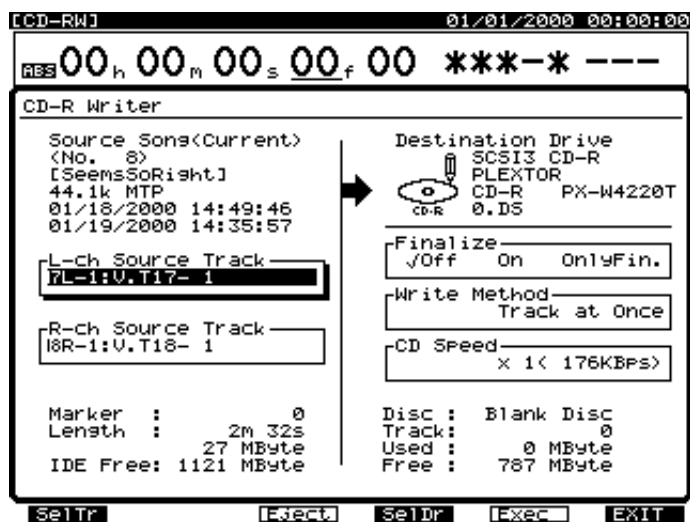 [CD-RW] 01/01/2000 00:00:00
ABS 00h 00m 00s 00f 00 ***-* ---
CD-R Writer
Source Song(Current)
(No. 8)
[SeemsSoRight]
44.1k MTP
01/18/2000 14:49:46
01/19/2000 14:35:57
L-ch Source Track
17L-1:V.T17- 1
R-ch Source Track
18R-1:V.T18- 1
Marker : 0
Length : 2m 32s
27 MByte
IDE Free: 1121 MByte
Destination Drive
SCSI3 CD-R
PLEXTOR
CD-R PX-W4220T
0.DS
CD-R
Finalize
√Off On OnlyFin.
Write Method
Track at Once
CD Speed
x 1( 176KBps)
Disc : Blank Disc
Track: 0
Used : 0 MByte
Free : 787 MByte
SelTr Eject SelDr Exec EXIT